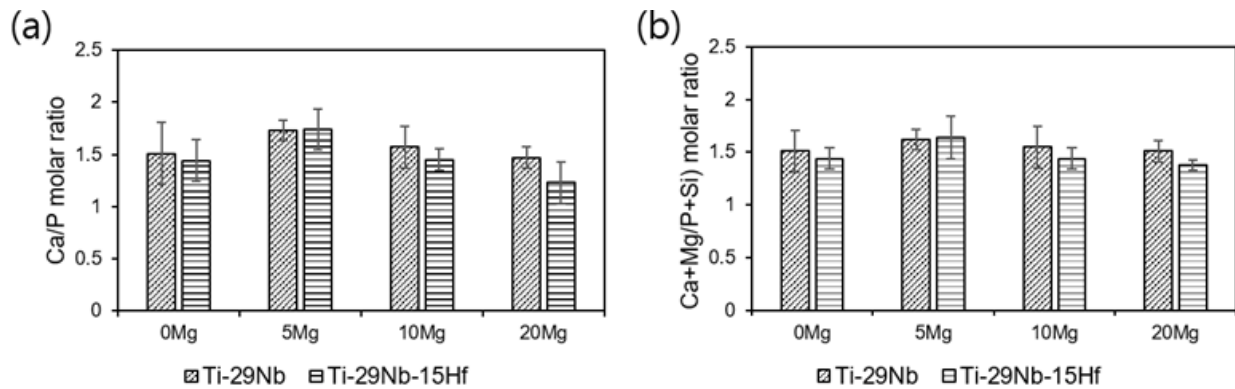 (a)
Ca/P molar ratio
2.5
2
1.5
1
0.5
0
0Mg 5Mg 10Mg 20Mg
Ti-29Nb Ti-29Nb-15Hf
(b)
Ca+Mg/P+Si) molar ratio
2.5
2
1.5
1
0.5
0
0Mg 5Mg 10Mg 20Mg
Ti-29Nb Ti-29Nb-15Hf